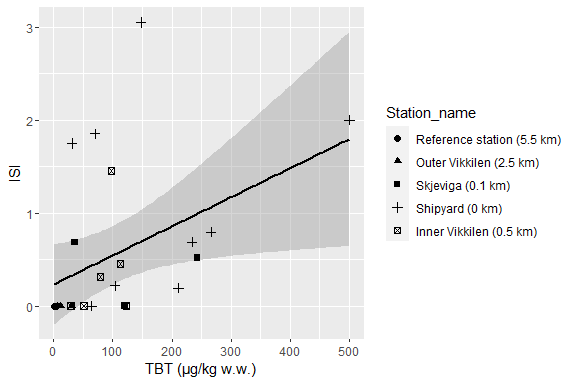 3
2
1
0
ISI
0
100
200
300
400
500
TBT (µg/kg w.w.)
Station_name
Reference station (5.5 km)
Outer Vikkilen (2.5 km)
Skjeviga (0.1 km)
Shipyard (0 km)
Inner Vikkilen (0.5 km)